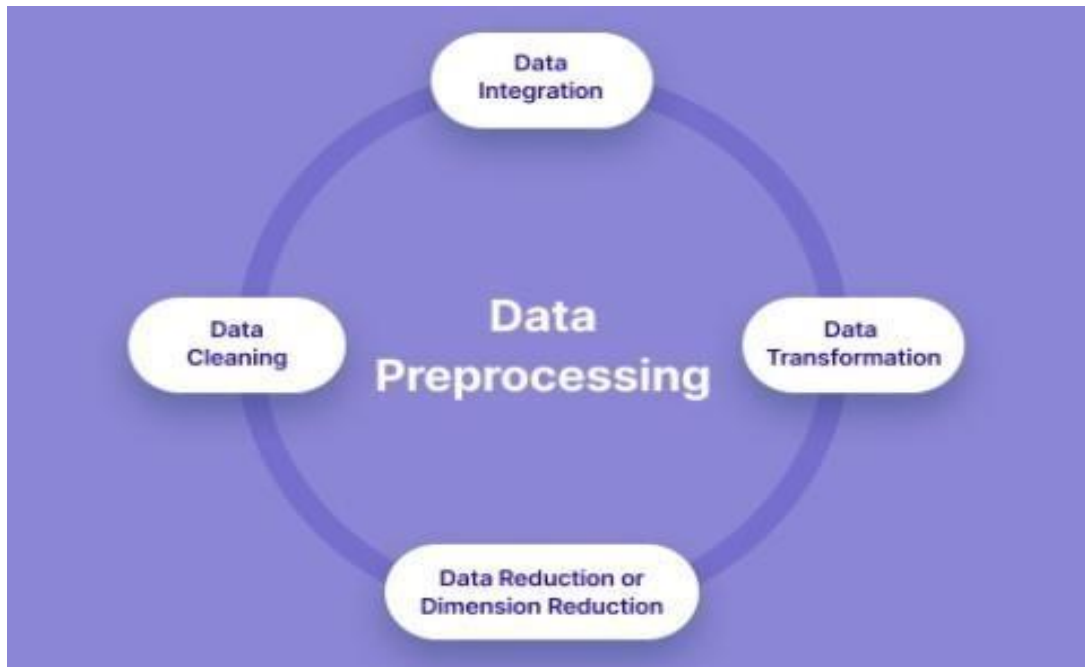 Data
Integration
Data
Cleaning
Data
Preprocessing
Data
Transformation
Data Reduction or
Dimension Reduction